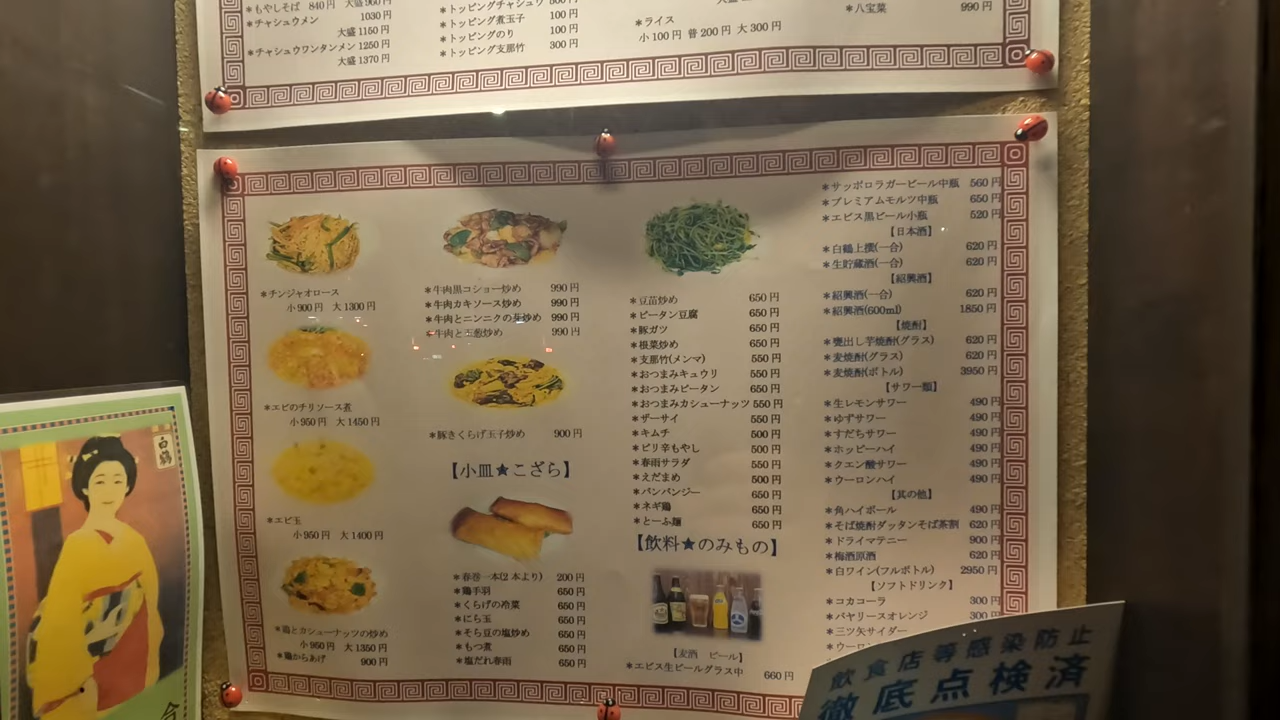 *もやしそば 840円 大盛960円
*チャシュウメン 1030円
大盛1150円
*チャシュウワンタンメン 1250円
大盛1370円
*トッピングチャシュウ 500円
*トッピング煮玉子 100円
*トッピングのり 100円
*トッピング支那竹 300円
*ライス
小100円 普200円 大300円
*八宝菜 990円
*チンジャオロース
小900円 大1300円
*エビのチリソース煮
小950円 大1450円
*エビ玉
小950円 大1400円
*鶏とカシューナッツの炒め
小950円 大1350円
*鶏からあげ 900円
*牛肉黒コショー炒め 990円
*牛肉カキソース炒め 990円
*牛肉とニンニクの芽炒め 990円
*牛肉と玉葱炒め 990円
*豚きくらげ玉子炒め 900円
【小皿★こざら】
*春巻一本(2本より) 200円
*鶏手羽 650円
*くらげの冷菜 650円
*にら玉 650円
*そら豆の塩炒め 650円
*もつ煮 650円
*塩だれ春雨 650円
*豆苗炒め 650円
*ピータン豆腐 650円
*豚ガツ 650円
*根菜炒め 650円
*支那竹(メンマ) 550円
*おつまみキュウリ 550円
*おつまみピータン 650円
*おつまみカシューナッツ 550円
*ザーサイ 550円
*キムチ 500円
*ピリ辛もやし 500円
*春雨サラダ 550円
*えだまめ 500円
*バンバンジー 650円
*ネギ鶏 650円
*とーふ麺 650円
【飲料★のみもの】
【麦酒 ビール】
*エビス生ビールグラス中 660円
*サッポロラガービール中瓶 560円
*プレミアムモルツ中瓶 650円
*エビス黒ビール小瓶 520円
【日本酒】
*白鶴上撰(一合) 620円
*生貯蔵酒(一合) 620円
【紹興酒】
*紹興酒(一合) 620円
*紹興酒(600ml) 1850円
【焼酎】
*甕出し芋焼酎(グラス) 620円
*麦焼酎(グラス) 620円
*麦焼酎(ボトル) 3950円
【サワー類】
*生レモンサワー 490円
*ゆずサワー 490円
*すだちサワー 490円
*ホッピーハイ 490円
*クエン酸サワー 490円
*ウーロンハイ 490円
【其の他】
*角ハイボール 490円
*そば焼酎ダッタンそば茶割 620円
*ドライマテニー 900円
*梅酒原酒 620円
*白ワイン(フルボトル) 2950円
【ソフトドリンク】
*コカコーラ 300円
*バヤリースオレンジ 300円
*三ツ矢サイダー
*ウーロ
白鶴
飲食店等感染防止
徹底点検済